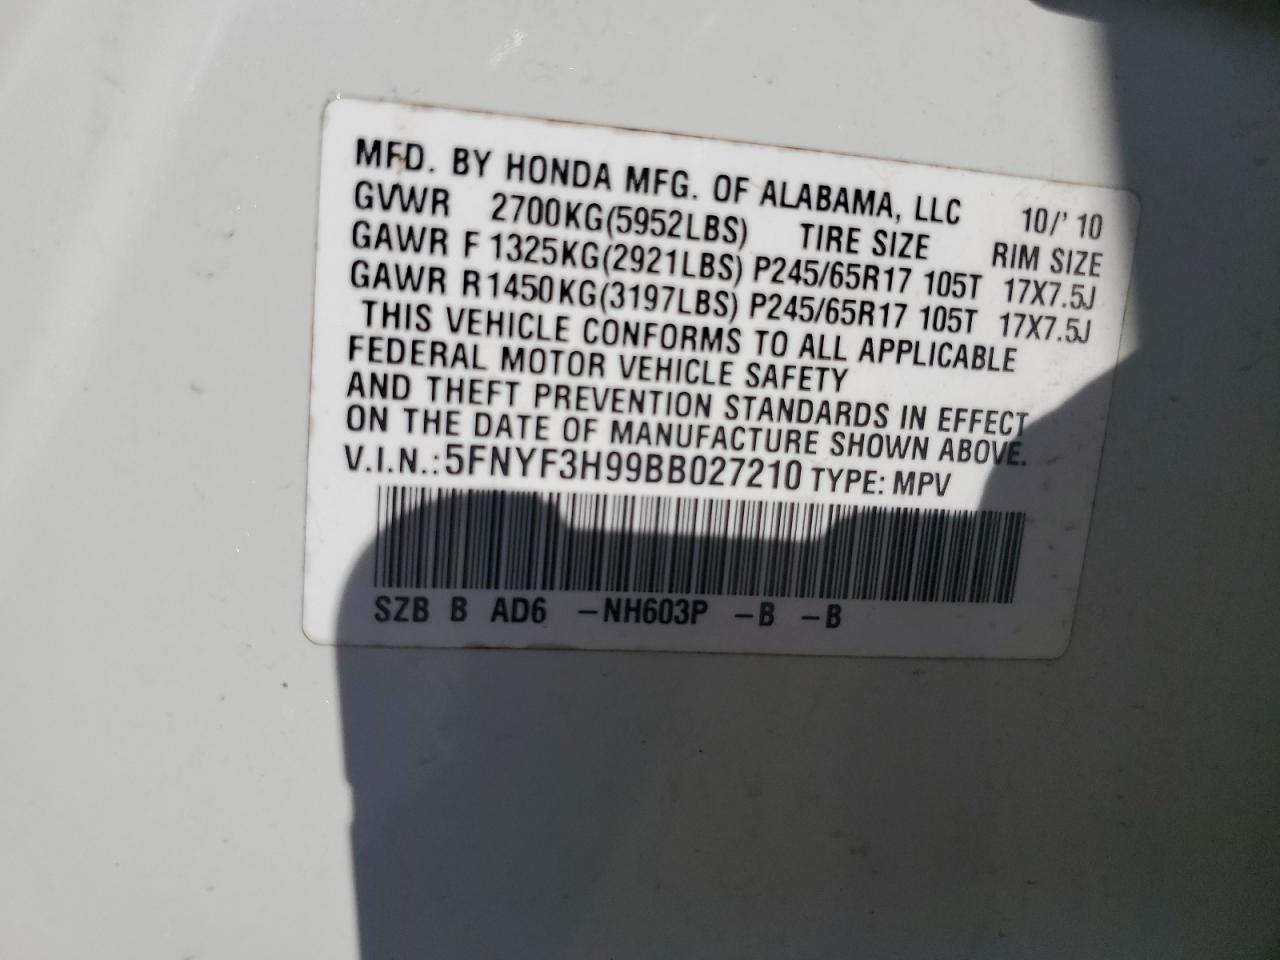 MFD. BY HONDA MFG. OF ALABAMA, LLC 10/'10
GVWR 2700KG(5952LBS) TIRE SIZE RIM SIZE
GAWR F 1325KG(2921LBS) P245/65R17 105T 17X7.5J
GAWR R1450KG(3197LBS) P245/65R17 105T 17X7.5J
THIS VEHICLE CONFORMS TO ALL APPLICABLE
FEDERAL MOTOR VEHICLE SAFETY
AND THEFT PREVENTION STANDARDS IN EFFECT
ON THE DATE OF MANUFACTURE SHOWN ABOVE.
V.I.N.:5FNYF3H99BB027210 TYPE: MPV
SZB B AD6 –NH603P –B –B